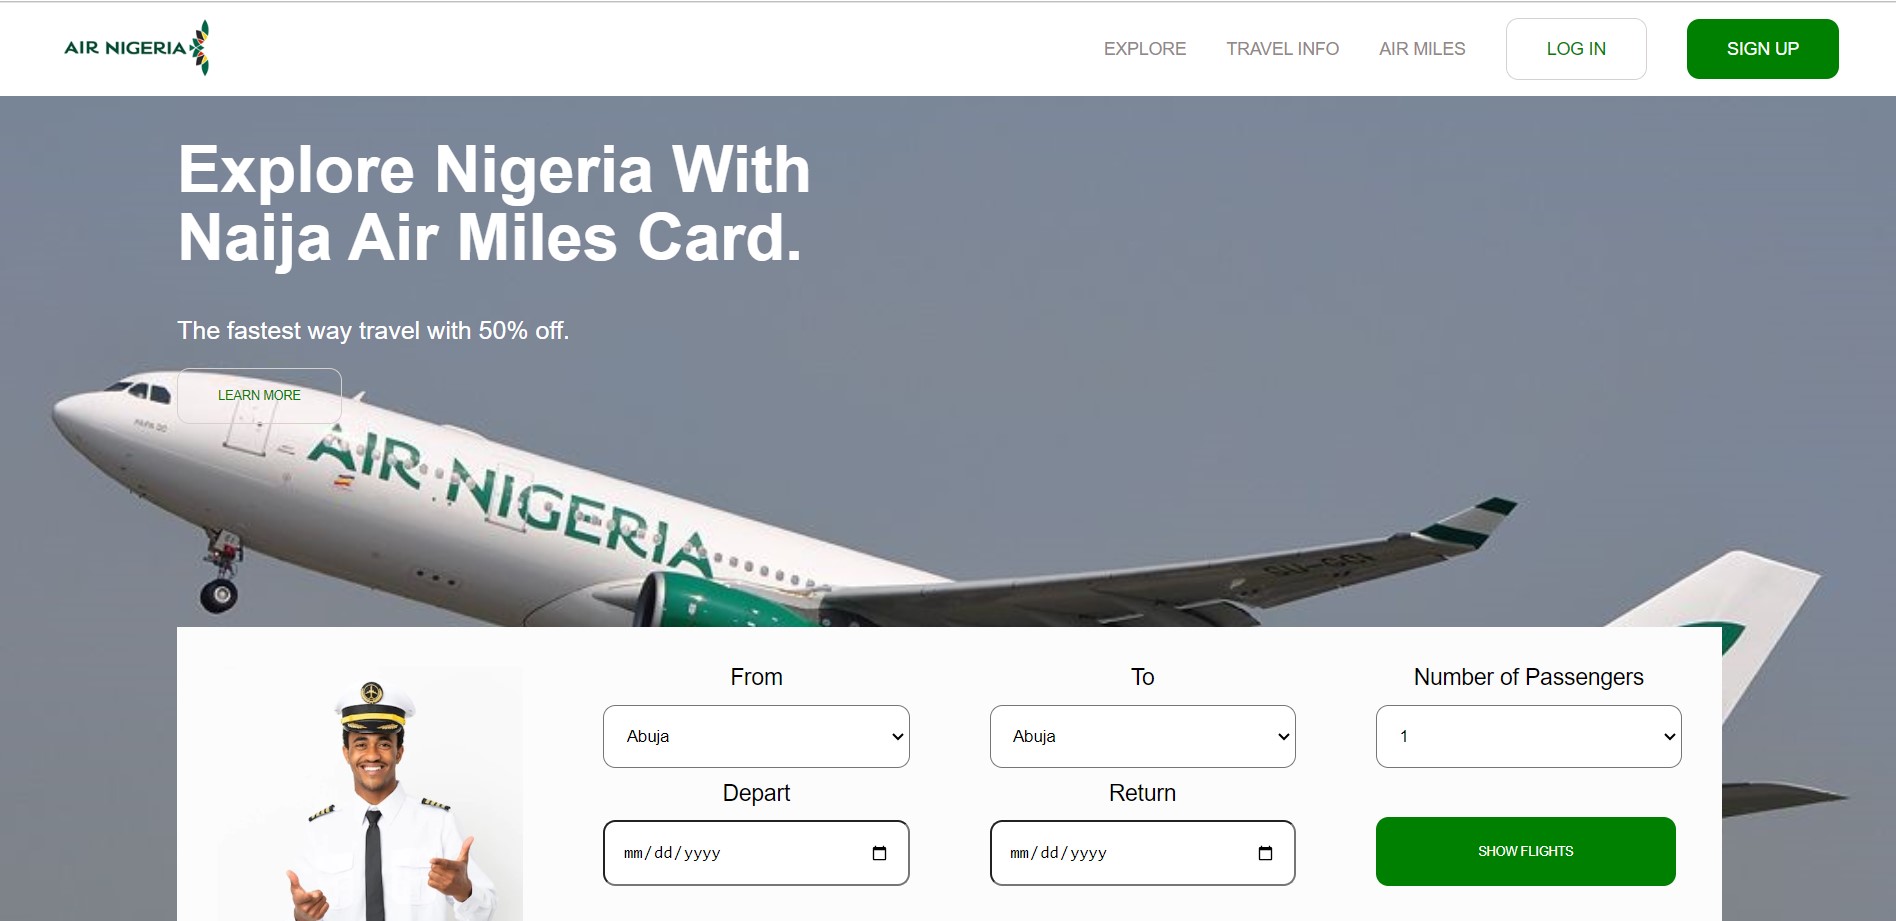 AIR NIGERIA
EXPLORE
TRAVEL INFO
AIR MILES
LOG IN
SIGN UP
Explore Nigeria With
Naija Air Miles Card.
The fastest way travel with 50% off.
LEARN MORE
AIR NIGERIA
From
To
Number of Passengers
Abuja
Abuja
1
Depart
Return
mm/dd/yyyy
mm/dd/yyyy
SHOW FLIGHTS